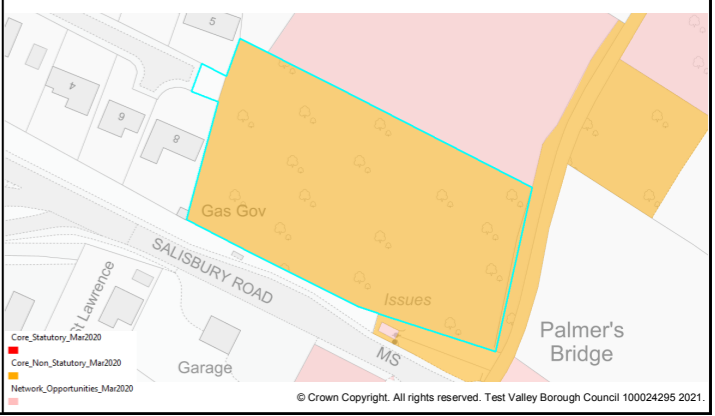 5
4
6
8
Gas Gov
SALISBURY ROAD
Issues
St Lawrence
Palmer's
Bridge
MS
Garage
Core_Statutory_Mar2020
Core_Non_Statutory_Mar2020
Network_Opportunities_Mar2020
© Crown Copyright. All rights reserved. Test Valley Borough Council 100024295 2021.